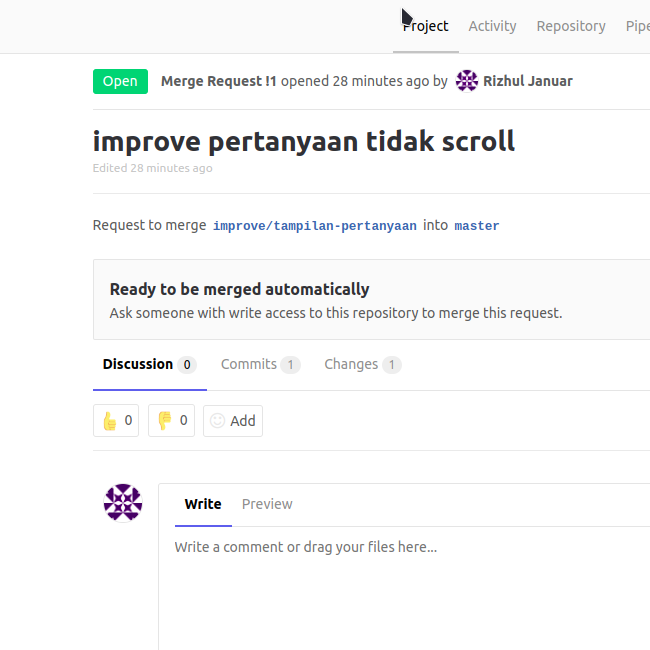 Project Activity Repository Pipe
Open Merge Request !1 opened 28 minutes ago by Rizhul Januar
improve pertanyaan tidak scroll
Edited 28 minutes ago
Request to merge improve/tampilan-pertanyaan into master
Ready to be merged automatically
Ask someone with write access to this repository to merge this request.
Discussion 0 Commits 1 Changes 1
0 0 Add
Write Preview
Write a comment or drag your files here...